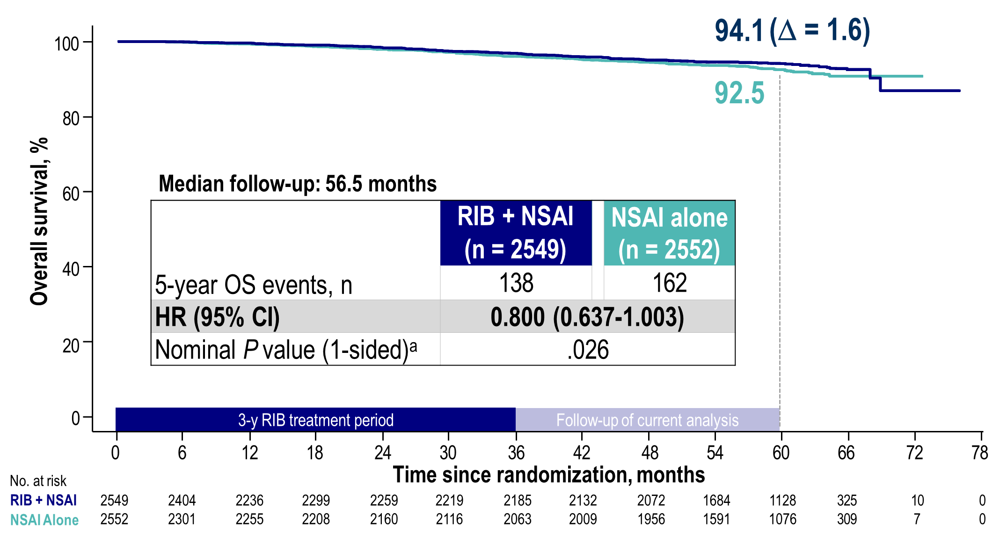 94.1 (Δ = 1.6)
92.5
Overall survival, %
100
80
60
40
20
0
Median follow-up: 56.5 months
RIB + NSAI
(n = 2549)
NSAI alone
(n = 2552)
5-year OS events, n 138 162
HR (95% CI) 0.800 (0.637-1.003)
Nominal P value (1-sided)a .026
3-y RIB treatment period
Follow-up of current analysis
0 6 12 18 24 30 36 42 48 54 60 66 72 78
Time since randomization, months
No. at risk
RIB + NSAI 2549 2404 2236 2299 2259 2219 2185 2132 2072 1684 1128 325 10 0
NSAI Alone 2552 2301 2255 2208 2160 2116 2063 2009 1956 1591 1076 309 7 0